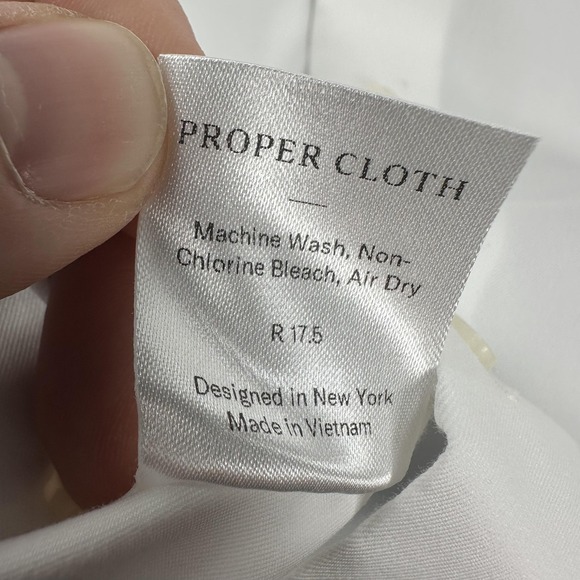 PROPER CLOTH
Machine Wash, Non-
Chlorine Bleach, Air Dry
R 17.5
Designed in New York
Made in Vietnam